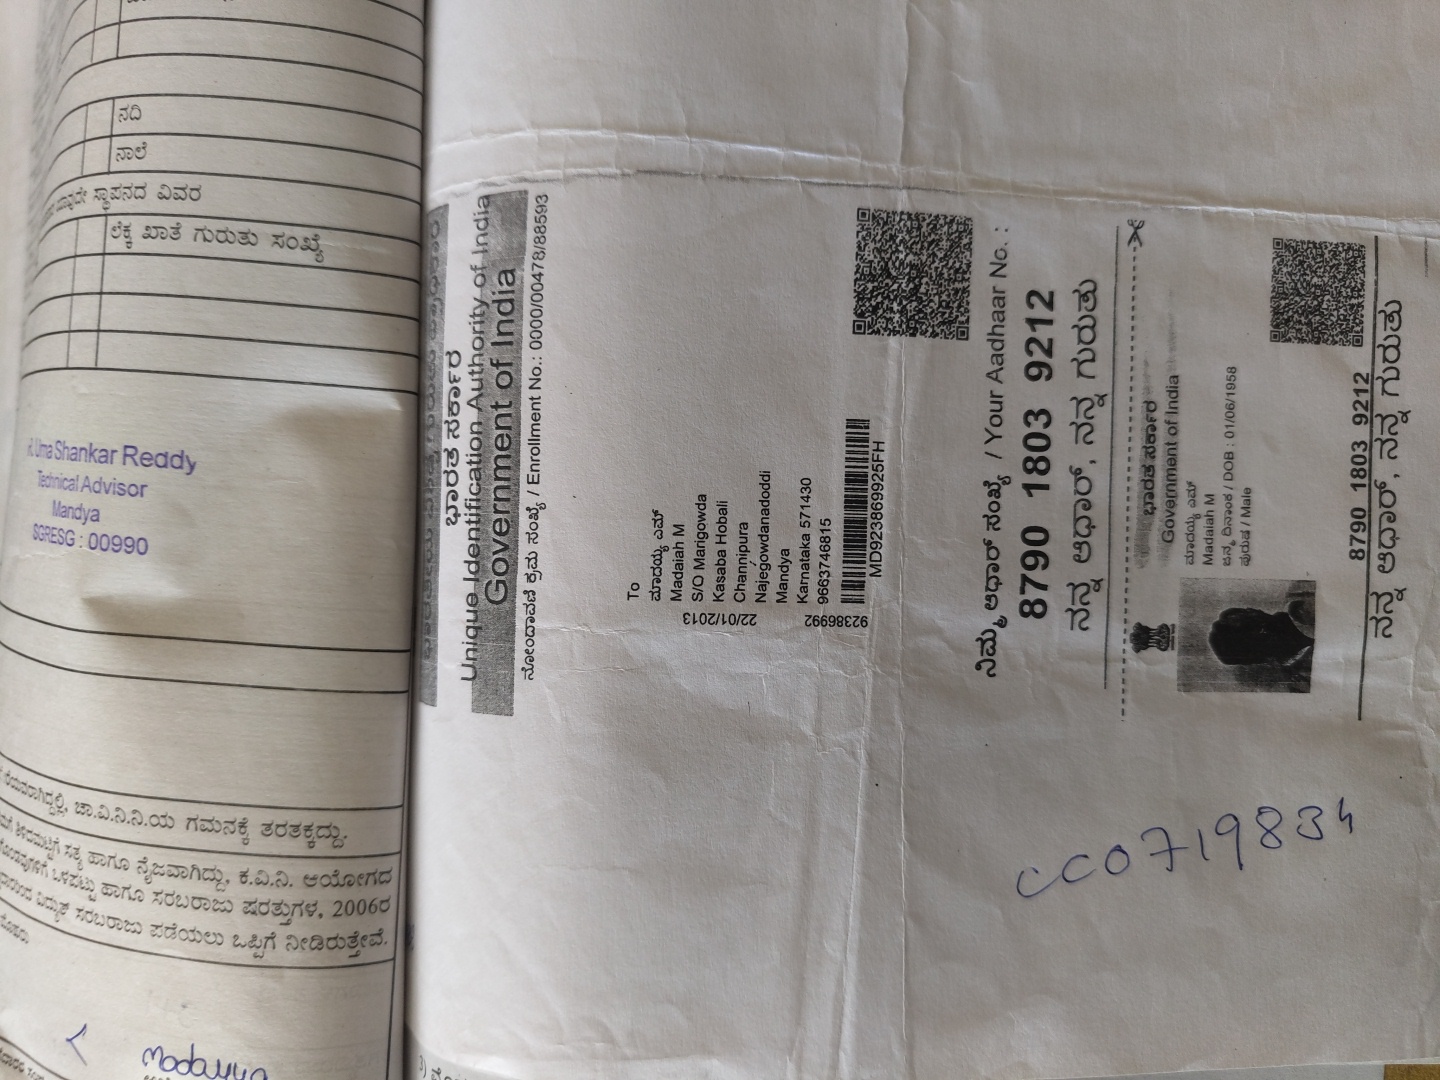 ನದಿ
ನಾಲೆ
ಸ್ಥಾಪನದ ವಿವರ
ಲೆಕ್ಕ ಖಾತೆ ಗುರುತು ಸಂಖ್ಯೆ
Uma Shankar Reddy
Technical Advisor
Mandya
SGRESG : 00990
ಚಾ.ವಿ.ನಿ.ನಿ.ಯ ಗಮನಕ್ಕೆ ತರತಕ್ಕದ್ದು.
ಸತ್ಯ ಹಾಗೂ ನೈಜವಾಗಿದ್ದು, ಕ.ವಿ.ನಿ. ಆಯೋಗದ
ಒಳಪಟ್ಟು ಹಾಗೂ ಸರಬರಾಜು ಷರತ್ತುಗಳ, 2006ರ
ವಿದ್ಯುತ್ ಸರಬರಾಜು ಪಡೆಯಲು ಒಪ್ಪಿಗೆ ನೀಡಿರುತ್ತೇವೆ.
Madayya
ಭಾರತ ಸರ್ಕಾರ
Unique Identification Authority of India
Government of India
ನೋಂದಾವಣೆ ಕ್ರಮ ಸಂಖ್ಯೆ / Enrollment No.: 0000/00478/88593
To
ಮಾದಯ್ಯ ಎಮ್
Madaiah M
S/O Marigowda
Kasaba Hobali
Channipura
Najegowdanadoddi
Mandya
Karnataka 571430
9663746815
22/01/2013
92386992
MD923869925FH
ನಿಮ್ಮ ಆಧಾರ್ ಸಂಖ್ಯೆ / Your Aadhaar No. :
8790 1803 9212
ನನ್ನ ಆಧಾರ್, ನನ್ನ ಗುರುತು
ಭಾರತ ಸರ್ಕಾರ
Government of India
ಮಾದಯ್ಯ ಎಮ್
Madaiah M
ಜನ್ಮ ದಿನಾಂಕ / DOB : 01/06/1958
ಪುರುಷ / Male
8790 1803 9212
ನನ್ನ ಆಧಾರ್, ನನ್ನ ಗುರುತು
CC0719834